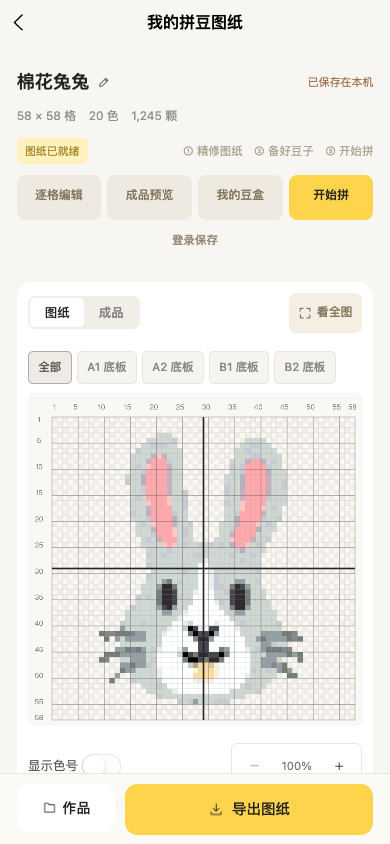 我的拼豆图纸
棉花兔兔
已保存在本机
58 × 58 格 20 色 1,245 颗
图纸已就绪
① 精修图纸 ② 备好豆子 ③ 开始拼
逐格编辑 成品预览 我的豆盒 开始拼
登录保存
图纸 成品 看全图
全部 A1 底板 A2 底板 B1 底板 B2 底板
1 5 10 15 20 25 30 35 40 45 50 55 58
1
5
10
15
20
25
30
35
40
45
50
55
58
显示色号 − 100% +
作品 导出图纸